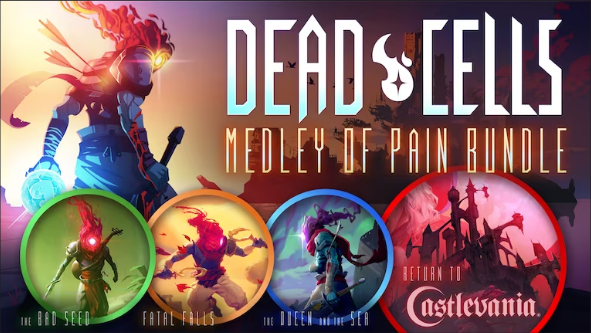 DEAD CELLS
MEDLEY OF PAIN BUNDLE
THE BAD SEED
FATAL FALLS
THE QUEEN AND THE SEA
RETURN TO
Castlevania